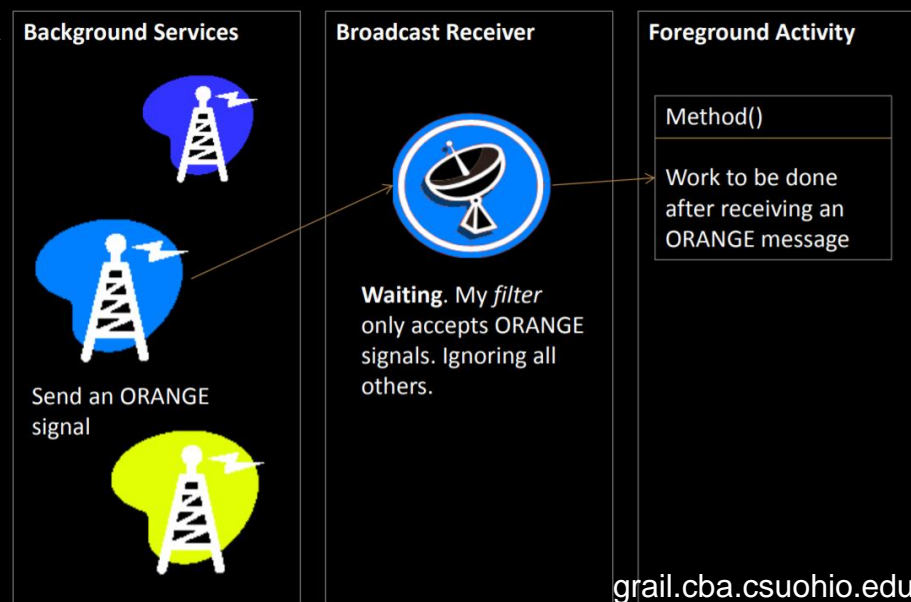 Background Services
Send an ORANGE
signal
Broadcast Receiver
Waiting. My filter
only accepts ORANGE
signals. Ignoring all
others.
Foreground Activity
Method()
Work to be done
after receiving an
ORANGE message
grail.cba.csuohio.edu